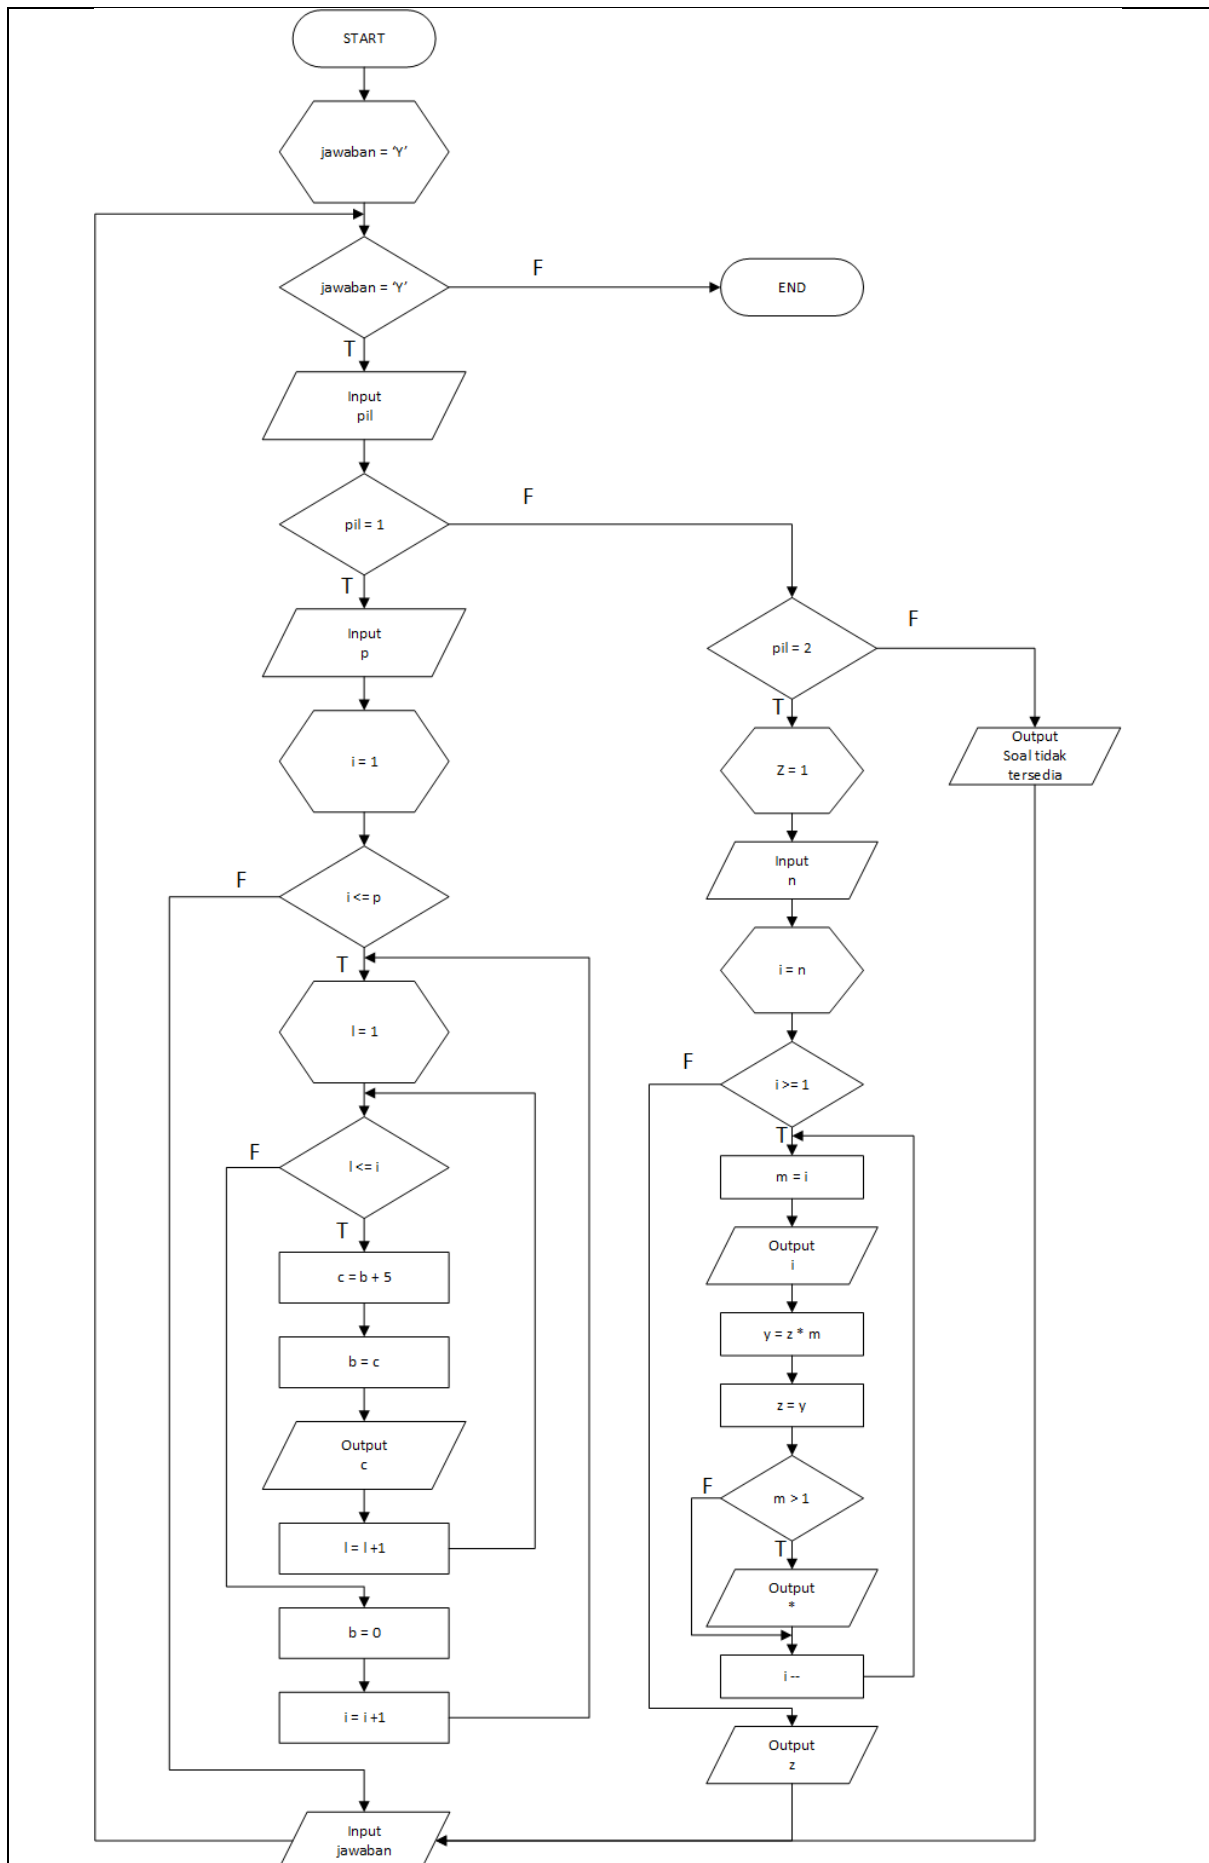 START
jawaban = ‘Y’
jawaban = ‘Y’
F
END
T
Input
pil
pil = 1
F
T
Input
p
i = 1
i <= p
F
T
l = 1
l <= i
F
T
c = b + 5
b = c
Output
c
l = l +1
b = 0
i = i +1
pil = 2
F
T
Output
Soal tidak
tersedia
Z = 1
Input
n
i = n
i >= 1
F
T
m = i
Output
i
y = z * m
z = y
m > 1
F
T
Output
*
i --
Output
z
Input
jawaban